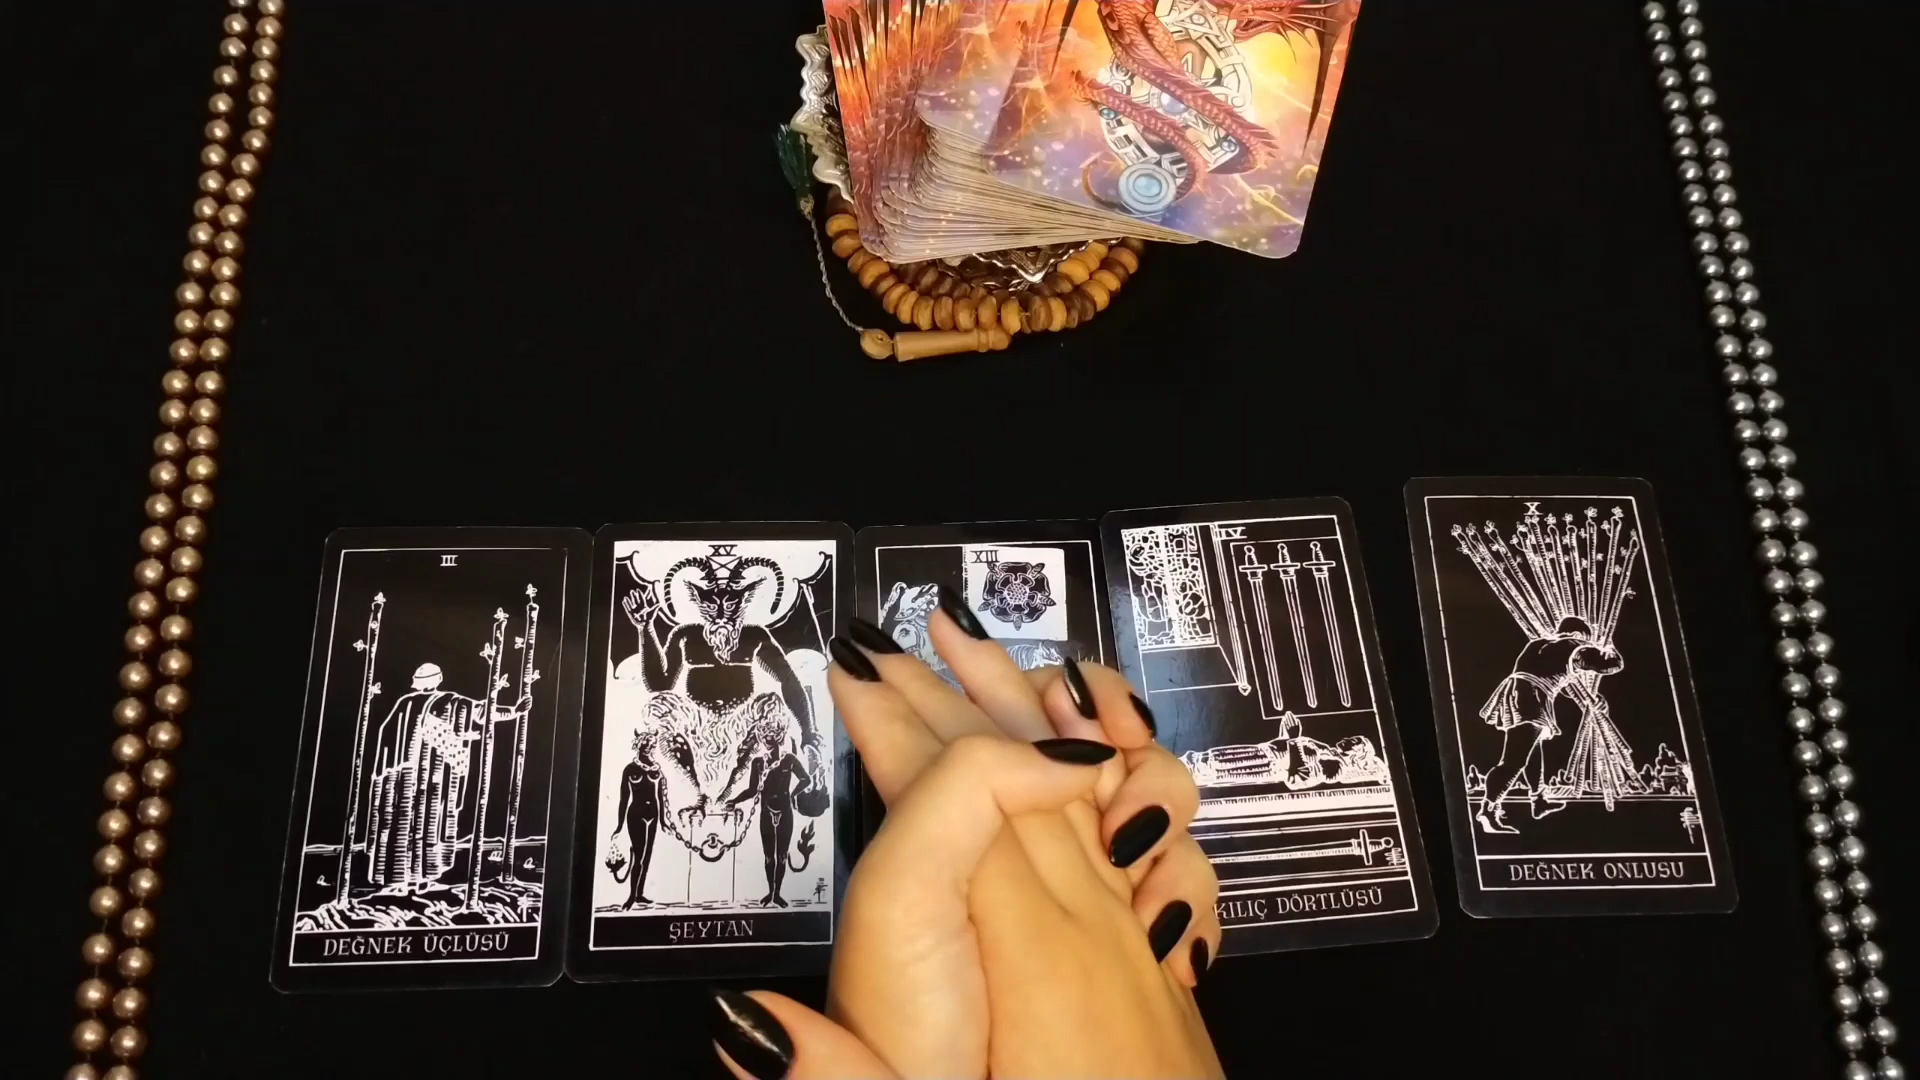 III
DEĞNEK ÜÇLÜSÜ
XV
ŞEYTAN
XIII
IV
KILIÇ DÖRTLÜSÜ
X
DEĞNEK ONLUSU